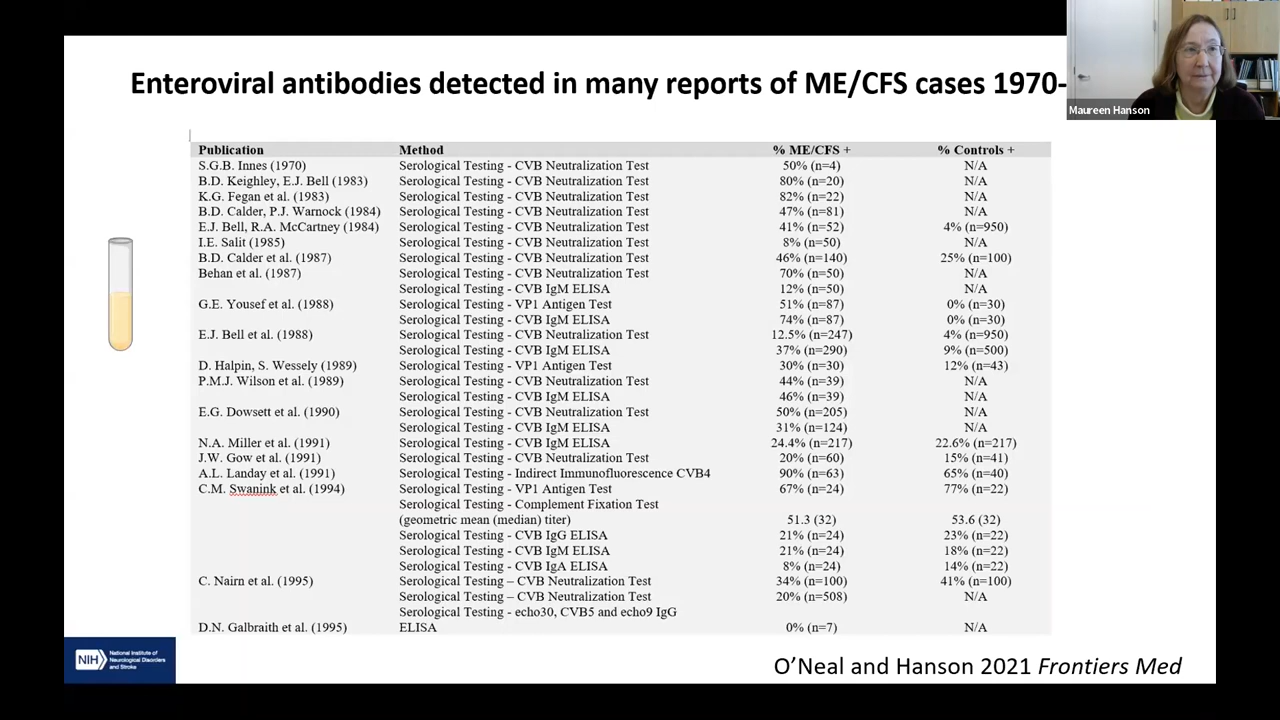 Enteroviral antibodies detected in many reports of ME/CFS cases 1970-
Maureen Hanson
Publication Method % ME/CFS + % Controls +
S.G.B. Innes (1970) Serological Testing - CVB Neutralization Test 50% (n=4) N/A
B.D. Keighley, E.J. Bell (1983) Serological Testing - CVB Neutralization Test 80% (n=20) N/A
K.G. Fegan et al. (1983) Serological Testing - CVB Neutralization Test 82% (n=22) N/A
B.D. Calder, P.J. Warnock (1984) Serological Testing - CVB Neutralization Test 47% (n=81) N/A
E.J. Bell, R.A. McCartney (1984) Serological Testing - CVB Neutralization Test 41% (n=52) 4% (n=950)
I.E. Salit (1985) Serological Testing - CVB Neutralization Test 8% (n=50) N/A
B.D. Calder et al. (1987) Serological Testing - CVB Neutralization Test 46% (n=140) 25% (n=100)
Behan et al. (1987) Serological Testing - CVB Neutralization Test 70% (n=50) N/A
Serological Testing - CVB IgM ELISA 12% (n=50) N/A
G.E. Yousef et al. (1988) Serological Testing - VP1 Antigen Test 51% (n=87) 0% (n=30)
Serological Testing - CVB IgM ELISA 74% (n=87) 0% (n=30)
E.J. Bell et al. (1988) Serological Testing - CVB Neutralization Test 12.5% (n=247) 4% (n=950)
Serological Testing - CVB IgM ELISA 37% (n=290) 9% (n=500)
D. Halpin, S. Wessely (1989) Serological Testing - VP1 Antigen Test 30% (n=30) 12% (n=43)
P.M.J. Wilson et al. (1989) Serological Testing - CVB Neutralization Test 44% (n=39) N/A
Serological Testing - CVB IgM ELISA 46% (n=39) N/A
E.G. Dowsett et al. (1990) Serological Testing - CVB Neutralization Test 50% (n=205) N/A
Serological Testing - CVB IgM ELISA 31% (n=124) N/A
N.A. Miller et al. (1991) Serological Testing - CVB IgM ELISA 24.4% (n=217) 22.6% (n=217)
J.W. Gow et al. (1991) Serological Testing - CVB Neutralization Test 20% (n=60) 15% (n=41)
A.L. Landay et al. (1991) Serological Testing - Indirect Immunofluorescence CVB4 90% (n=63) 65% (n=40)
C.M. Swanink et al. (1994) Serological Testing - VP1 Antigen Test 67% (n=24) 77% (n=22)
Serological Testing - Complement Fixation Test
(geometric mean (median) titer) 51.3 (32) 53.6 (32)
Serological Testing - CVB IgG ELISA 21% (n=24) 23% (n=22)
Serological Testing - CVB IgM ELISA 21% (n=24) 18% (n=22)
Serological Testing - CVB IgA ELISA 8% (n=24) 14% (n=22)
C. Nairn et al. (1995) Serological Testing – CVB Neutralization Test 34% (n=100) 41% (n=100)
Serological Testing – CVB Neutralization Test 20% (n=508) N/A
Serological Testing - echo30, CVB5 and echo9 IgG
D.N. Galbraith et al. (1995) ELISA 0% (n=7) N/A
NIH National Institute of
Neurological Disorders
and Stroke
O'Neal and Hanson 2021 Frontiers Med